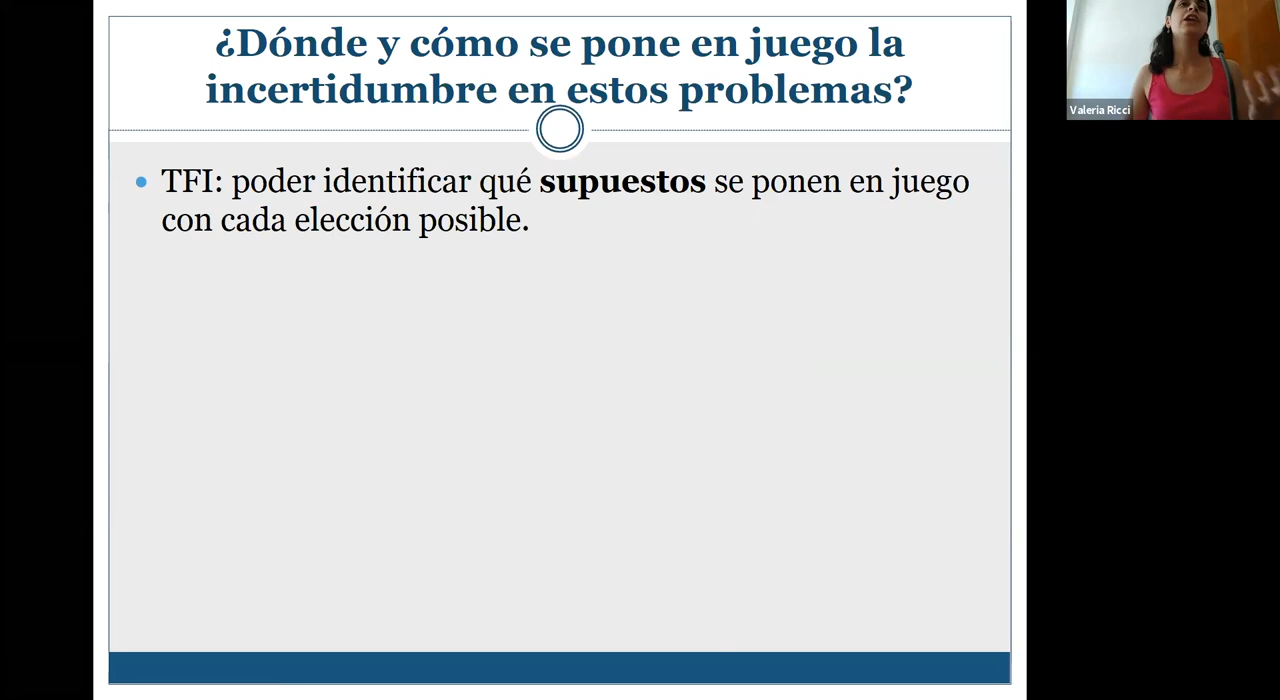 ¿Dónde y cómo se pone en juego la
incertidumbre en estos problemas?
TFI: poder identificar qué supuestos se ponen en juego
con cada elección posible.
Valeria Ricci